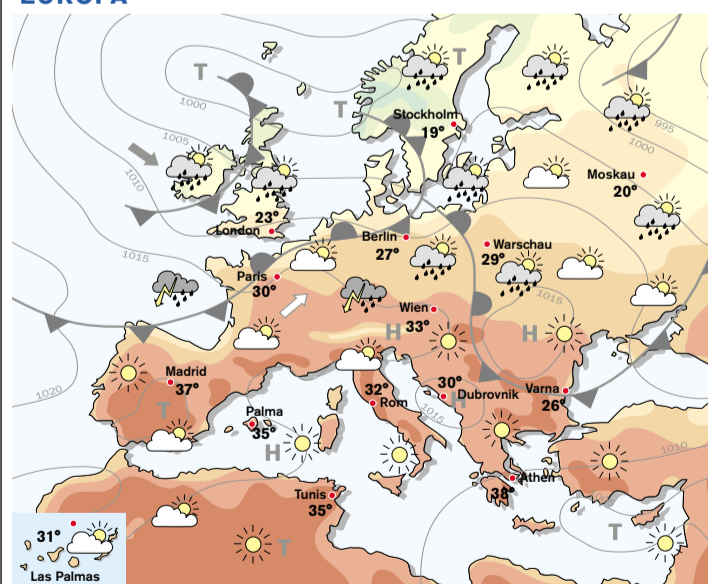 EUROPA
T
T
T
1000
Stockholm
19°
995
1005
1000
1010
Moskau
20°
23°
London
Berlin
27°
Warschau
29°
1015
Paris
30°
1015
Wien
33°
H
H
Madrid
37°
1020
T
32°
Rom
30°
Dubrovnik
H
Varna
26°
1015
Palma
35°
H
1010
Athen
38°
Tunis
35°
T
T
31°
Las Palmas